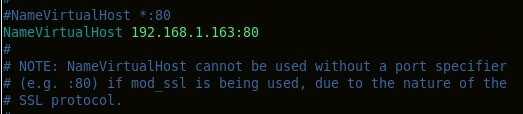 #
#NameVirtualHost *:80
NameVirtualHost 192.168.1.163:80
#
# NOTE: NameVirtualHost cannot be used without a port specifier
# (e.g. :80) if mod_ssl is being used, due to the nature of the
# SSL protocol.
#